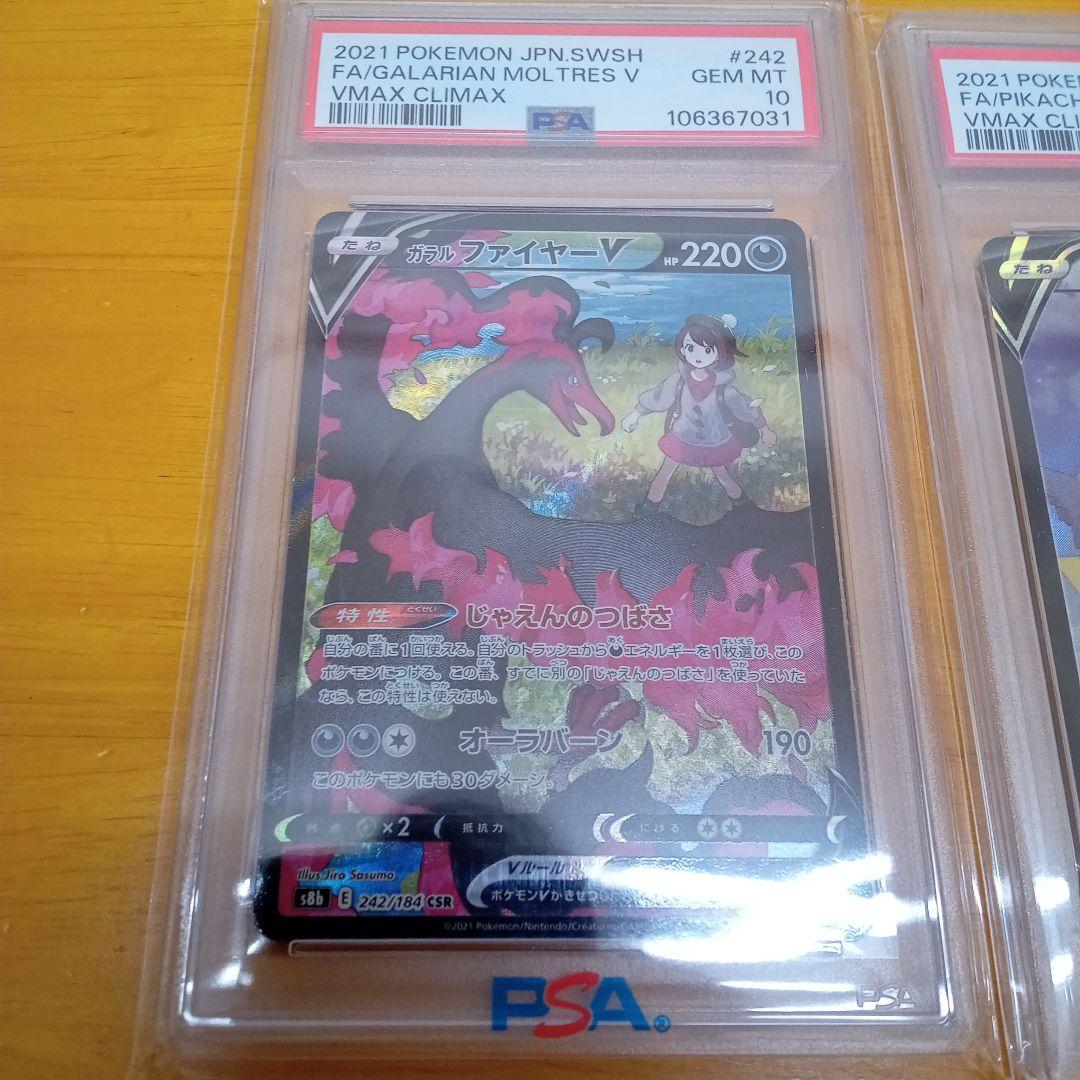 2021 POKEMON JPN.SWSH #242
FA/GALARIAN MOLTRES V GEM MT
VMAX CLIMAX 10
106367031
PSA
たね ガラル ファイヤーV HP 220
特性 とくせい じゃえんのつばさ
自分の番に1回使える。自分のトラッシュからエネルギーを1枚選び、この
ポケモンにつける。この番、すでに別の「じゃえんのつばさ」を使っていた
なら、この特性は使えない。
オーラバーン 190
このポケモンにも30ダメージ。
弱点 ×2 抵抗力 にげる
Vルール
ポケモンVがきぜつし
Illus.Jiro Sasumo
s8b E 242/184 CSR
©2021 Pokémon/Nintendo/Creatures/GA
PSA
PSA
2021 POKE
FA/PIKACH
VMAX CLI
たね